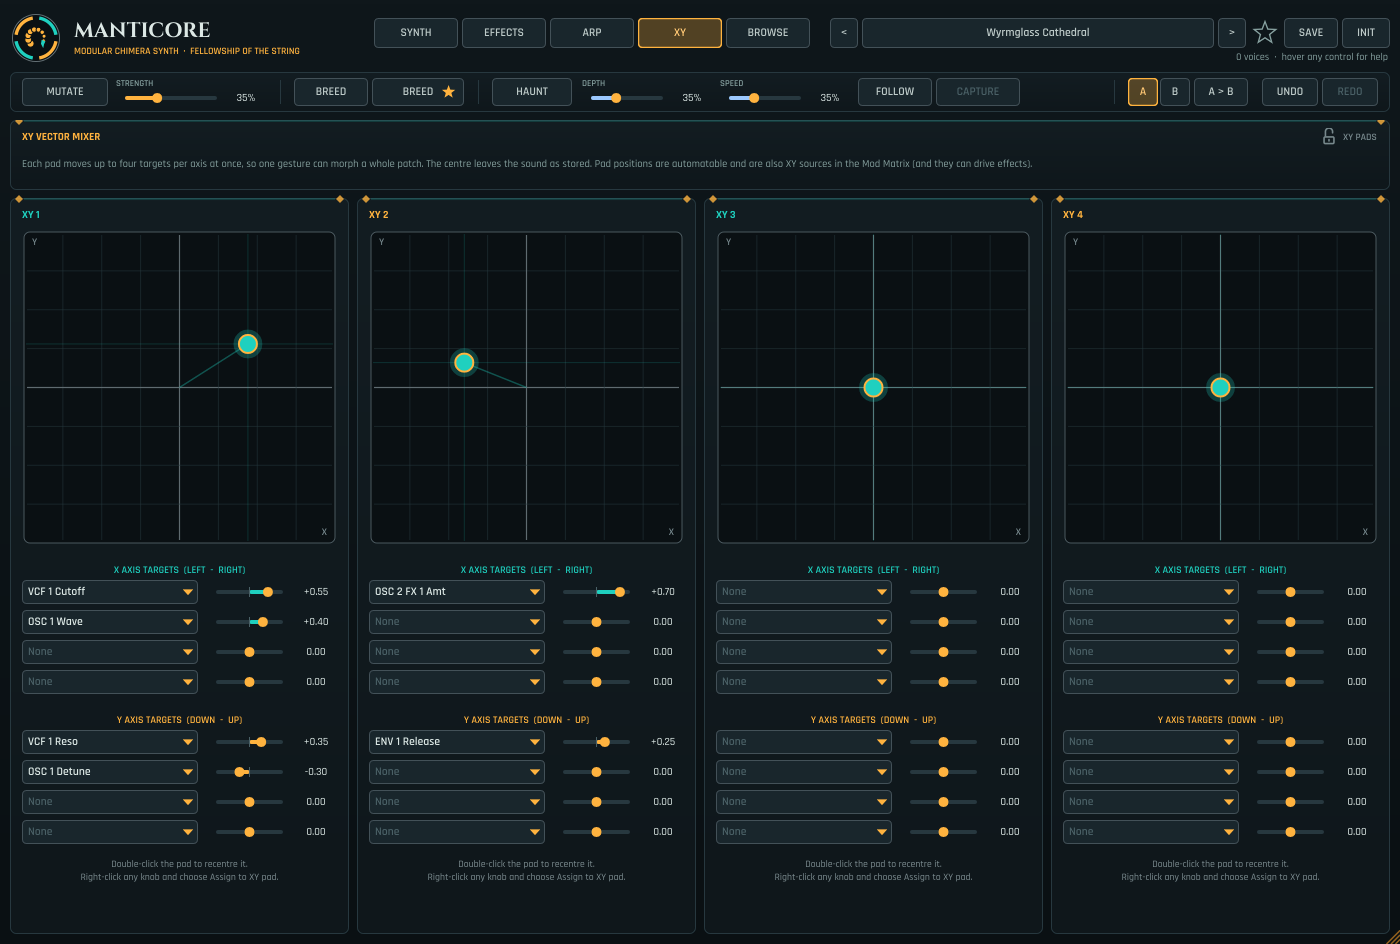 MANTICORE
MODULAR CHIMERA SYNTH · FELLOWSHIP OF THE STRING
SYNTH EFFECTS ARP XY BROWSE < Wyrmglass Cathedral > SAVE INIT
0 voices · hover any control for help
MUTATE STRENGTH 35% BREED BREED HAUNT DEPTH 35% SPEED 35% FOLLOW CAPTURE A B A > B UNDO REDO
XY VECTOR MIXER XY PADS
Each pad moves up to four targets per axis at once, so one gesture can morph a whole patch. The centre leaves the sound as stored. Pad positions are automatable and are also XY sources in the Mod Matrix (and they can drive effects).
XY 1
Y
X
X AXIS TARGETS (LEFT - RIGHT)
VCF 1 Cutoff +0.55
OSC 1 Wave +0.40
None 0.00
None 0.00
Y AXIS TARGETS (DOWN - UP)
VCF 1 Reso +0.35
OSC 1 Detune -0.30
None 0.00
None 0.00
Double-click the pad to recentre it.
Right-click any knob and choose Assign to XY pad.
XY 2
Y
X
X AXIS TARGETS (LEFT - RIGHT)
OSC 2 FX 1 Amt +0.70
None 0.00
None 0.00
None 0.00
Y AXIS TARGETS (DOWN - UP)
ENV 1 Release +0.25
None 0.00
None 0.00
None 0.00
Double-click the pad to recentre it.
Right-click any knob and choose Assign to XY pad.
XY 3
Y
X
X AXIS TARGETS (LEFT - RIGHT)
None 0.00
None 0.00
None 0.00
None 0.00
Y AXIS TARGETS (DOWN - UP)
None 0.00
None 0.00
None 0.00
None 0.00
Double-click the pad to recentre it.
Right-click any knob and choose Assign to XY pad.
XY 4
Y
X
X AXIS TARGETS (LEFT - RIGHT)
None 0.00
None 0.00
None 0.00
None 0.00
Y AXIS TARGETS (DOWN - UP)
None 0.00
None 0.00
None 0.00
None 0.00
Double-click the pad to recentre it.
Right-click any knob and choose Assign to XY pad.